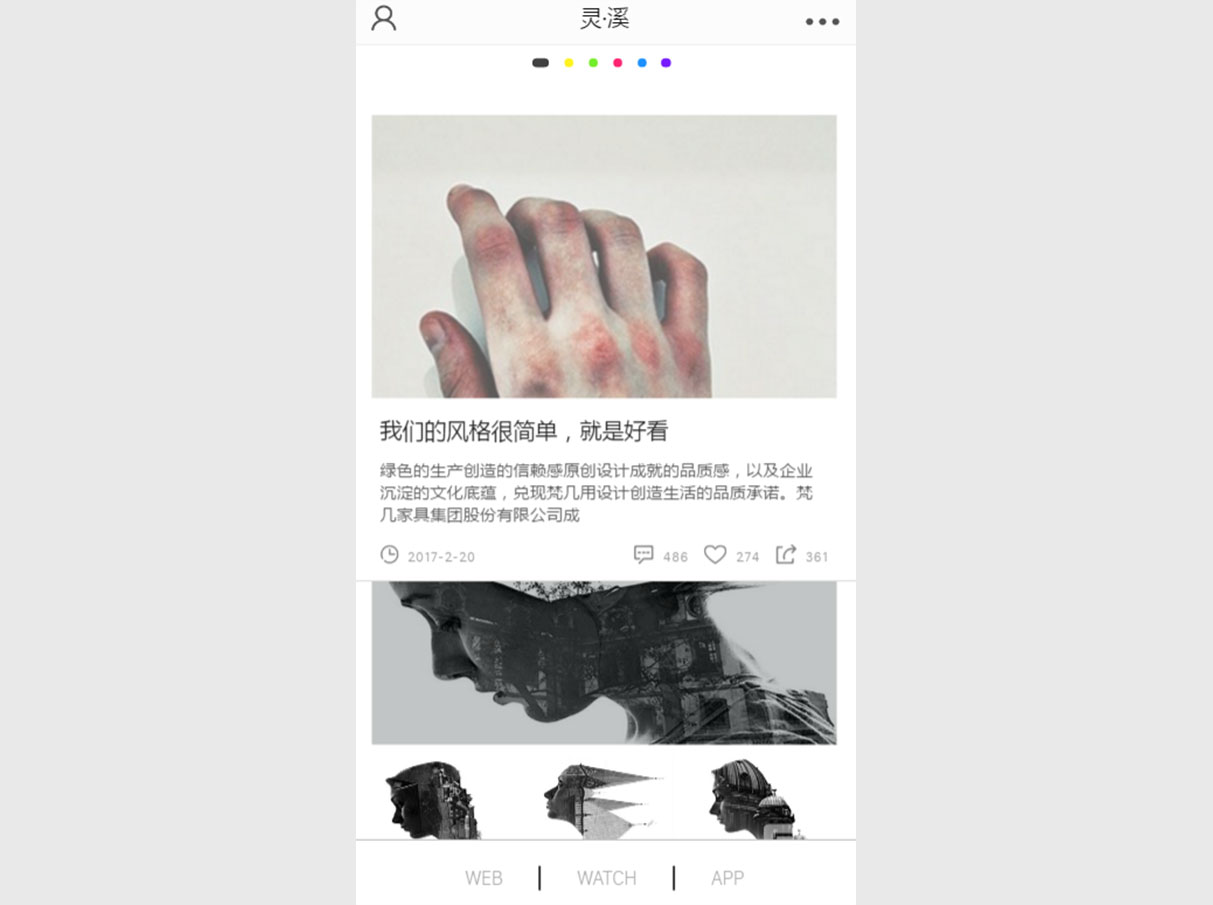 灵·溪
我们的风格很简单，就是好看
绿色的生产创造的信赖感原创设计成就的品质感，以及企业
沉淀的文化底蕴，兑现梵几用设计创造生活的品质承诺。梵
几家具集团股份有限公司成
2017-2-20 486 274 361
WEB WATCH APP